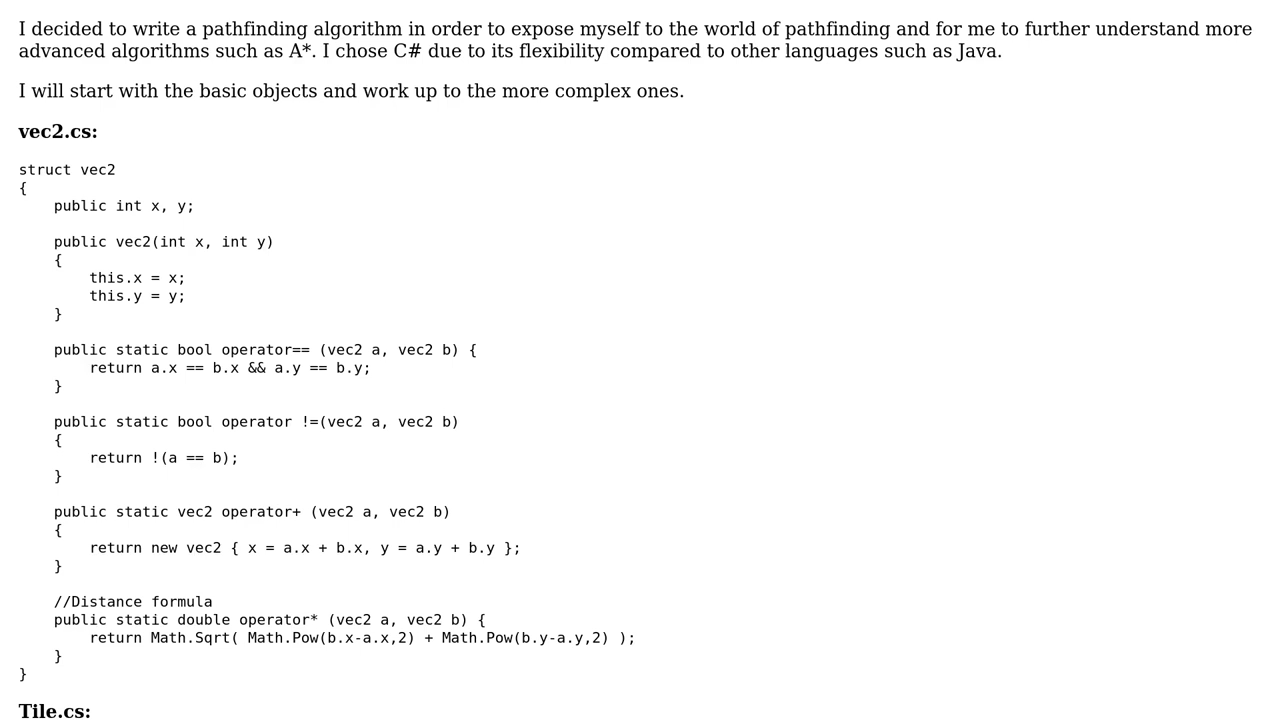 I decided to write a pathfinding algorithm in order to expose myself to the world of pathfinding and for me to further understand more
advanced algorithms such as A*. I chose C# due to its flexibility compared to other languages such as Java.
I will start with the basic objects and work up to the more complex ones.
vec2.cs:
struct vec2
{
    public int x, y;
    public vec2(int x, int y)
    {
        this.x = x;
        this.y = y;
    }
    public static bool operator== (vec2 a, vec2 b) {
        return a.x == b.x && a.y == b.y;
    }
    public static bool operator !=(vec2 a, vec2 b)
    {
        return !(a == b);
    }
    public static vec2 operator+ (vec2 a, vec2 b)
    {
        return new vec2 { x = a.x + b.x, y = a.y + b.y };
    }
    //Distance formula
    public static double operator* (vec2 a, vec2 b) {
        return Math.Sqrt( Math.Pow(b.x-a.x,2) + Math.Pow(b.y-a.y,2) );
    }
}
Tile.cs: